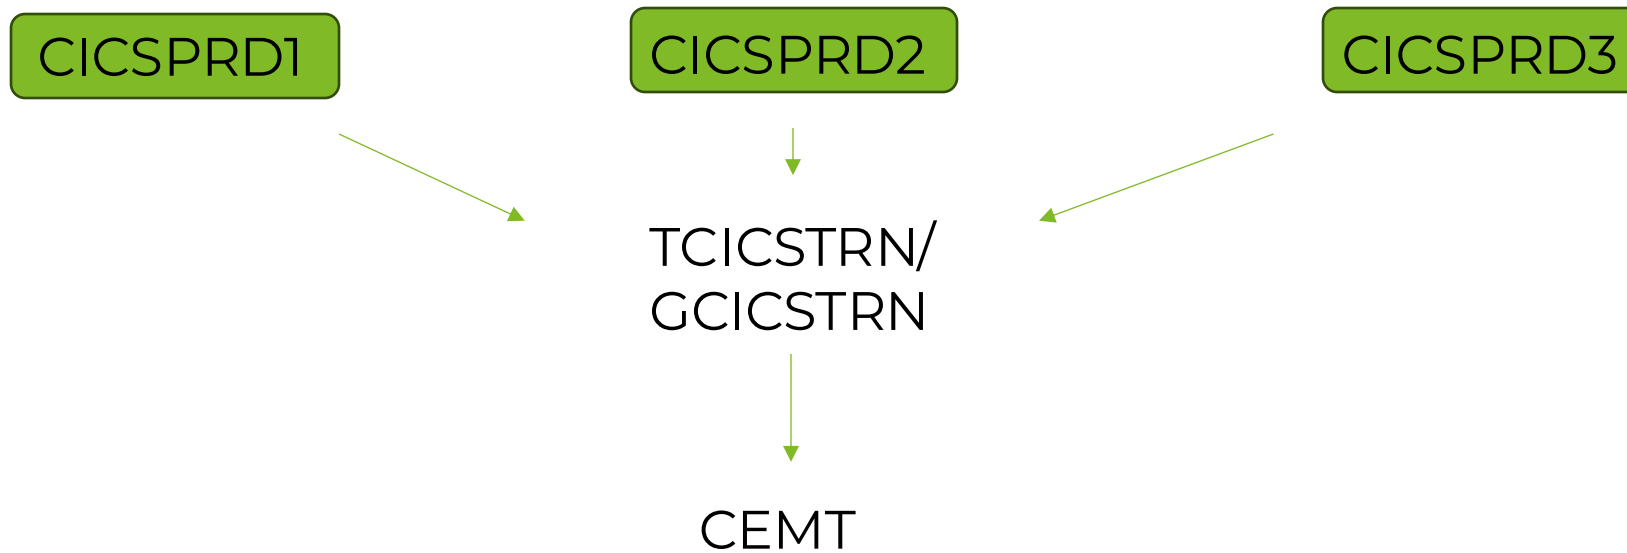 CICSPRD1
CICSPRD2
CICSPRD3
TCICSTRN/
GCICSTRN
CEMT